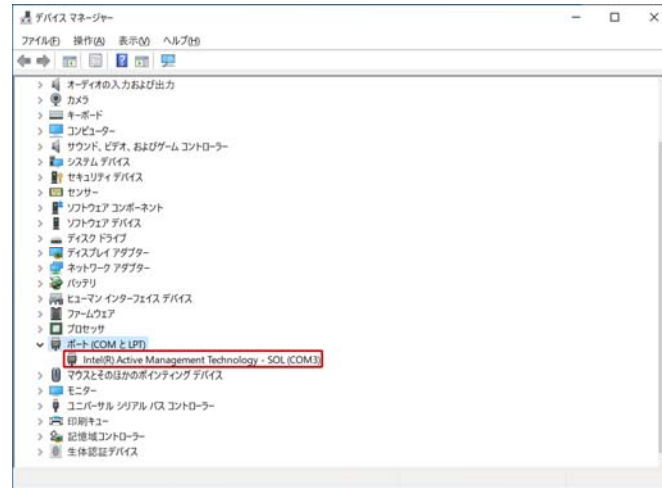 デバイス マネージャー
ファイル(F) 操作(A) 表示(V) ヘルプ(H)
オーディオの入力および出力
カメラ
キーボード
コンピューター
サウンド、ビデオ、およびゲーム コントローラー
システム デバイス
セキュリティ デバイス
センサー
ソフトウェア コンポーネント
ソフトウェア デバイス
ディスク ドライブ
ディスプレイ アダプター
ネットワーク アダプター
バッテリ
ヒューマン インターフェイス デバイス
ファームウェア
プロセッサ
ポート (COM と LPT)
Intel(R) Active Management Technology - SOL (COM3)
マウスとそのほかのポインティング デバイス
モニター
ユニバーサル シリアル バス コントローラー
印刷キュー
記憶域コントローラー
生体認証デバイス